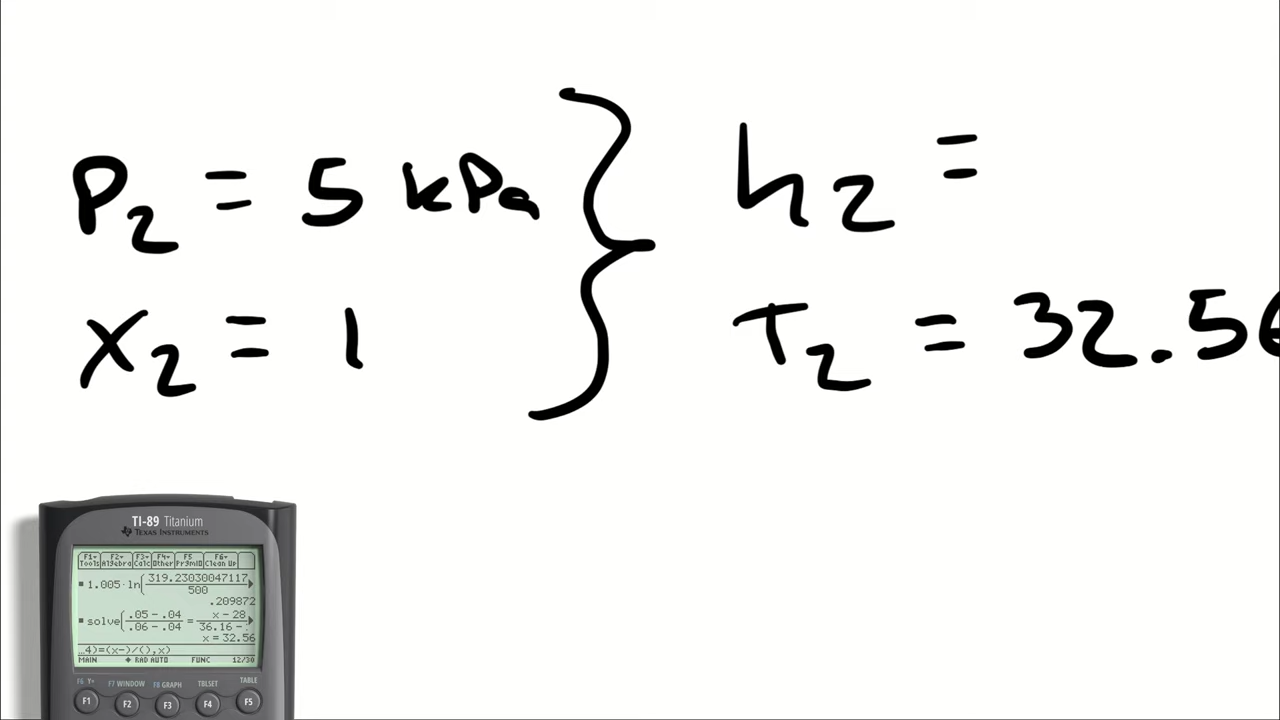 P₂ = 5 kPa
x₂ = 1
h₂ =
T₂ = 32.56
TI-89 Titanium
TEXAS INSTRUMENTS
F1 Tools F2 Algebra F3 Calc F4 Other F5 PrgmIO F6 Clean Up
1.005·ln(319.23030047117/500
.209872
solve(.05-.04/.06-.04 = x-28/36.16-
x = 32.56
…4)=(x-)/(),x)
MAIN RAD AUTO FUNC 12/30
F6 Y= F7 WINDOW F8 GRAPH TBLSET TABLE
F1 F2 F3 F4 F5